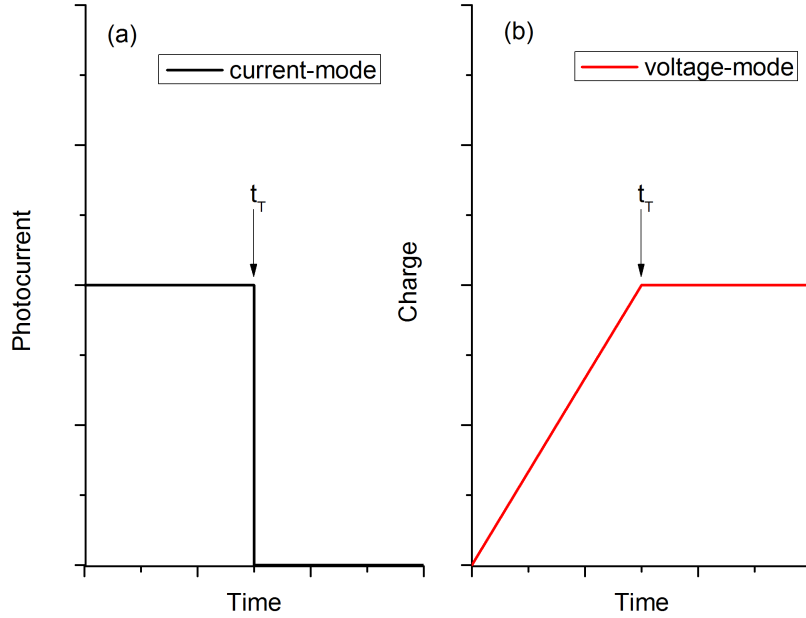 (a)
current-mode
t_T
Photocurrent
Time
(b)
voltage-mode
t_T
Charge
Time